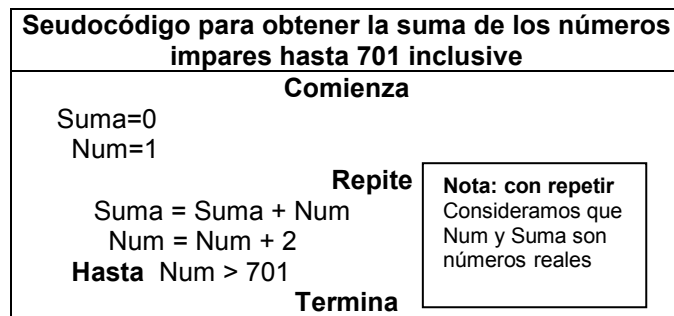 Seudocódigo para obtener la suma de los números
impares hasta 701 inclusive
Comienza
Suma=0
Num=1
Repite
Suma = Suma + Num
Num = Num + 2
Hasta Num > 701
Termina
Nota: con repetir
Consideramos que
Num y Suma son
números reales